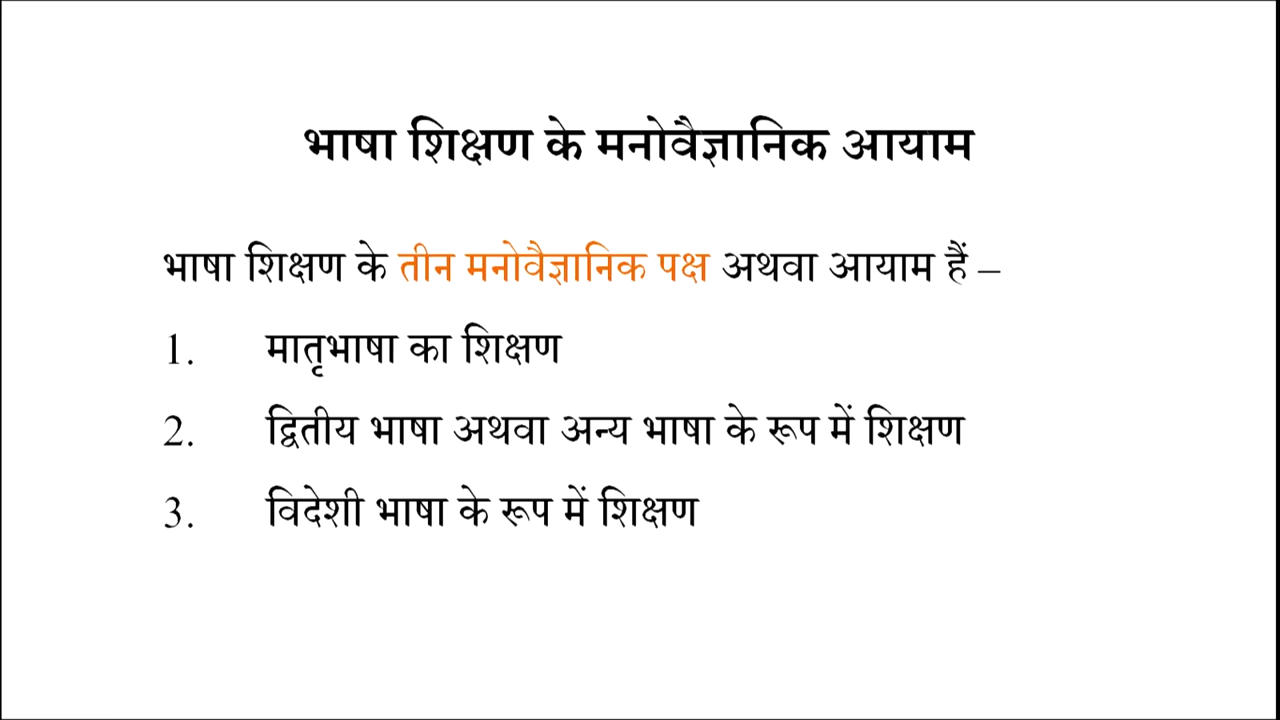 भाषा शिक्षण के मनोवैज्ञानिक आयाम
भाषा शिक्षण के तीन मनोवैज्ञानिक पक्ष अथवा आयाम हैं –
1. मातृभाषा का शिक्षण
2. द्वितीय भाषा अथवा अन्य भाषा के रूप में शिक्षण
3. विदेशी भाषा के रूप में शिक्षण